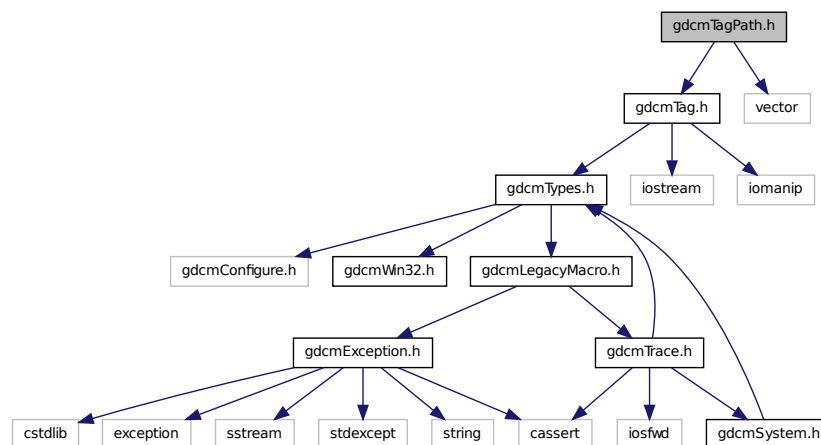 gdcmTagPath.h
gdcmTag.h
vector
gdcmTypes.h
iostream
iomanip
gdcmConfigure.h
gdcmWin32.h
gdcmLegacyMacro.h
gdcmException.h
gdcmTrace.h
cstdlib
exception
sstream
stdexcept
string
cassert
iosfwd
gdcmSystem.h